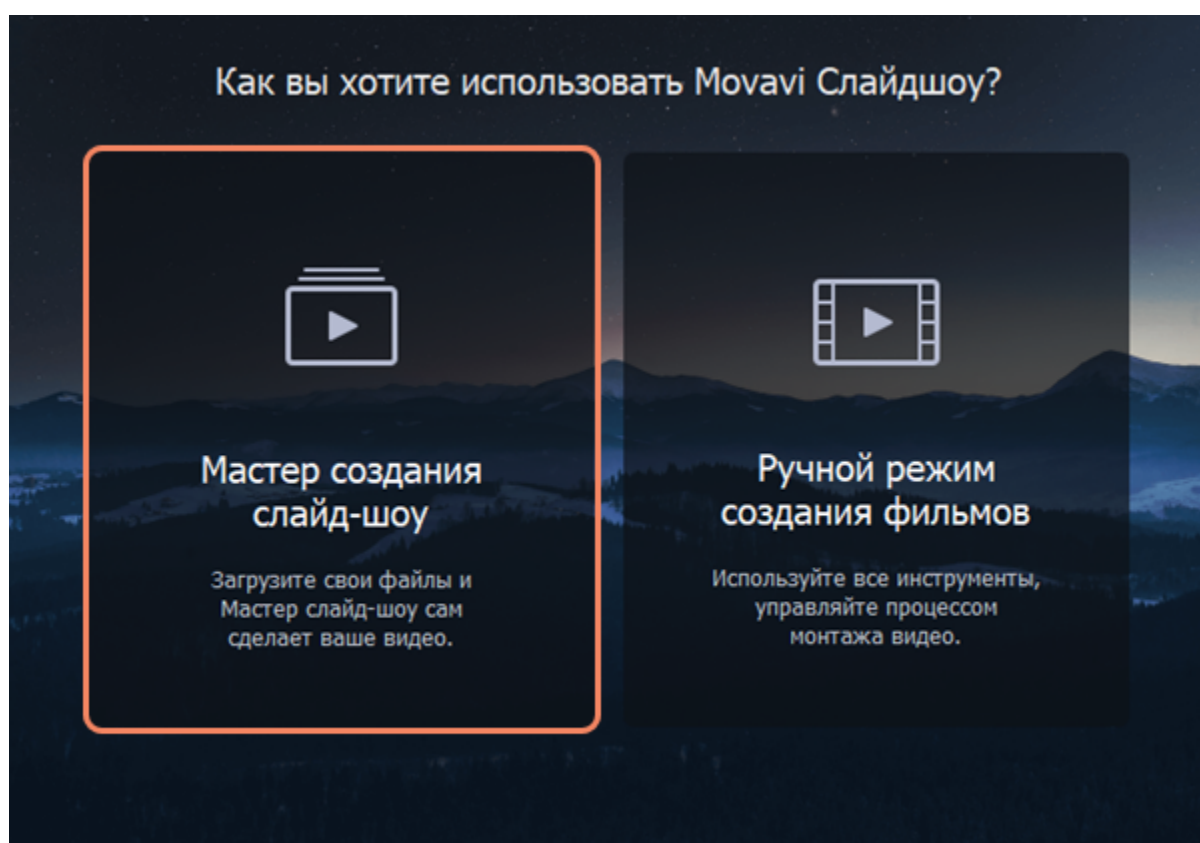 Как вы хотите использовать Movavi Слайдшоу?
Мастер создания
слайд-шоу
Загрузите свои файлы и
Мастер слайд-шоу сам
сделает ваше видео.
Ручной режим
создания фильмов
Используйте все инструменты,
управляйте процессом
монтажа видео.